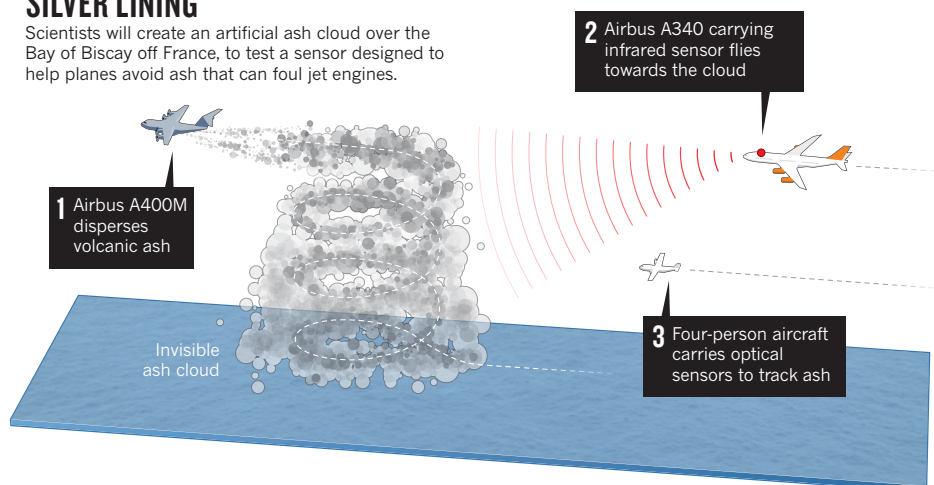 SILVER LINING
Scientists will create an artificial ash cloud over the
Bay of Biscay off France, to test a sensor designed to
help planes avoid ash that can foul jet engines.
1 Airbus A400M
disperses
volcanic ash
2 Airbus A340 carrying
infrared sensor flies
towards the cloud
3 Four-person aircraft
carries optical
sensors to track ash
Invisible
ash cloud